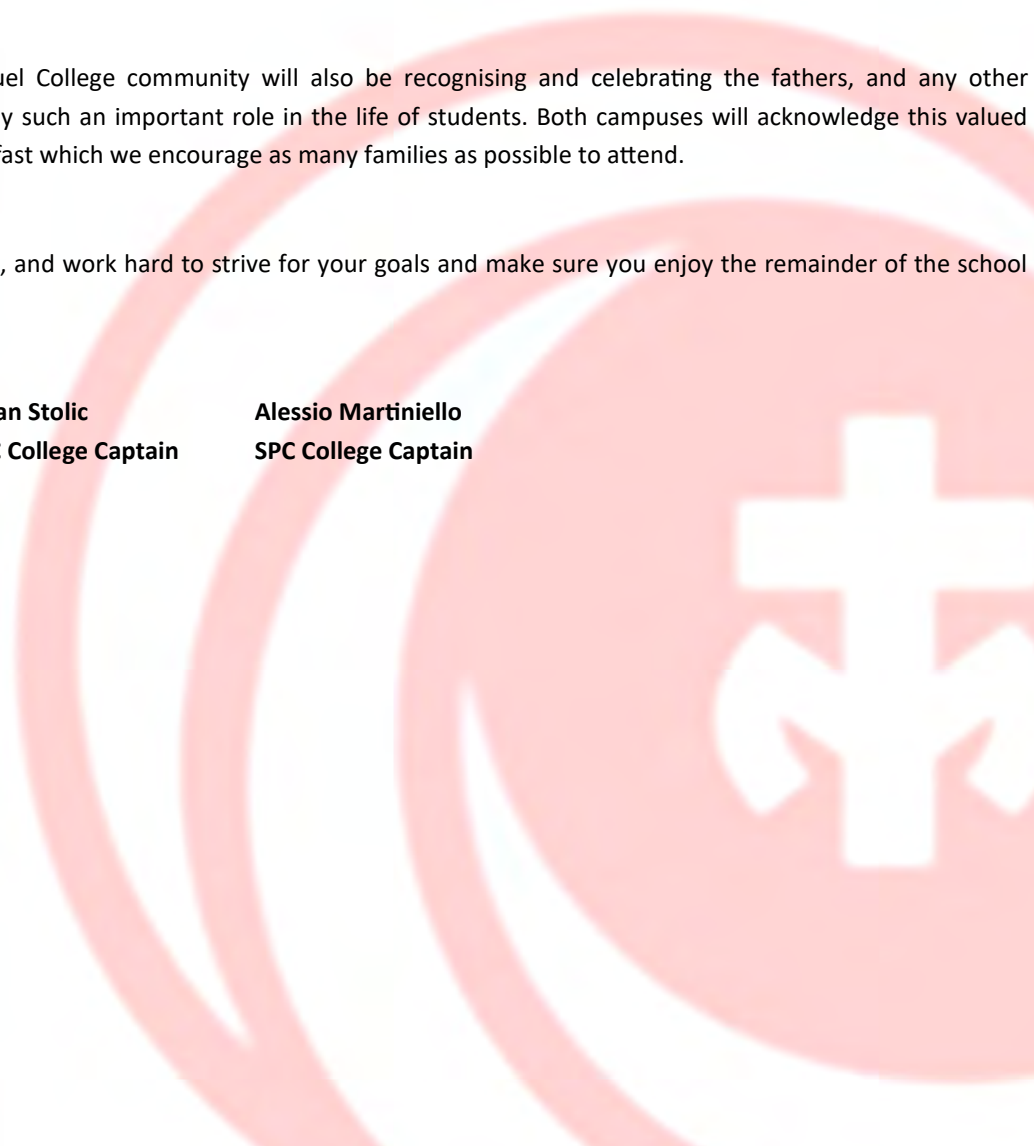 uel College community will also be recognising and celebrating the fathers, and any other
y such an important role in the life of students. Both campuses will acknowledge this valued
fast which we encourage as many families as possible to attend.
, and work hard to strive for your goals and make sure you enjoy the remainder of the school
an Stolic Alessio Martiniello
College Captain SPC College Captain